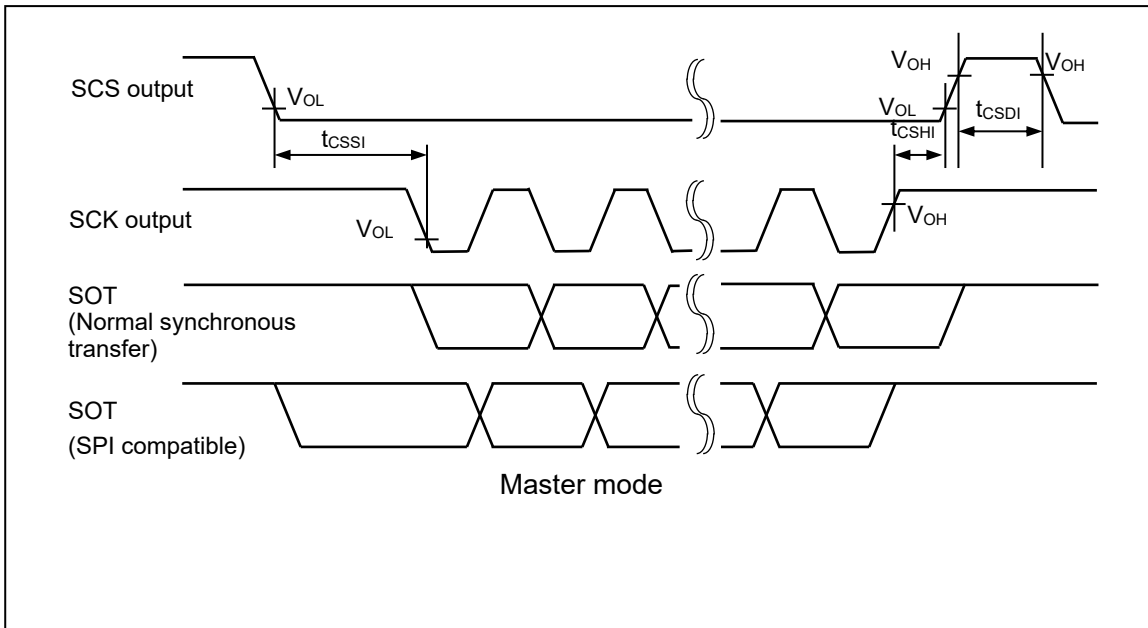 SCS output
VOL
VOH
VOH
VOL
tCSSI
tCSHI
tCSDI
SCK output
VOL
VOH
SOT
(Normal synchronous
transfer)
SOT
(SPI compatible)
Master mode